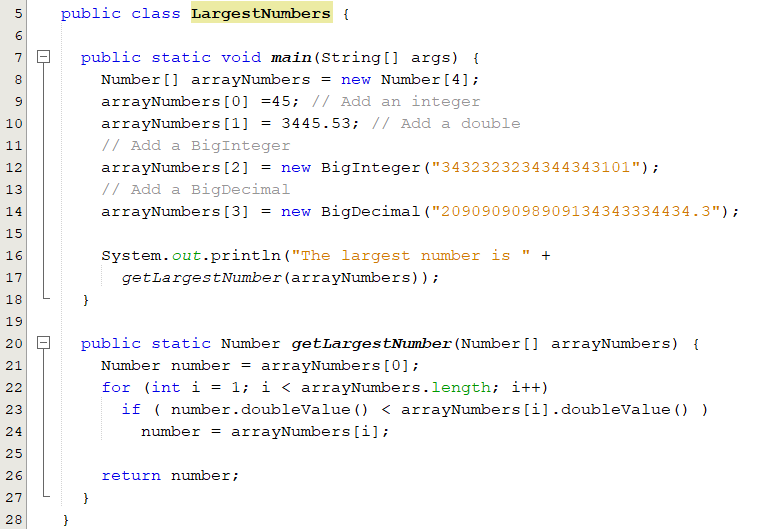 5 public class LargestNumbers {
6
7 public static void main(String[] args) {
8 Number[] arrayNumbers = new Number[4];
9 arrayNumbers[0] =45; // Add an integer
10 arrayNumbers[1] = 3445.53; // Add a double
11 // Add a BigInteger
12 arrayNumbers[2] = new BigInteger("3432323234344343101");
13 // Add a BigDecimal
14 arrayNumbers[3] = new BigDecimal("2090909098909134343334434.3");
15
16 System.out.println("The largest number is " +
17 getLargestNumber(arrayNumbers));
18 }
19
20 public static Number getLargestNumber(Number[] arrayNumbers) {
21 Number number = arrayNumbers[0];
22 for (int i = 1; i < arrayNumbers.length; i++)
23 if ( number.doubleValue() < arrayNumbers[i].doubleValue() )
24 number = arrayNumbers[i];
25
26 return number;
27 }
28 }